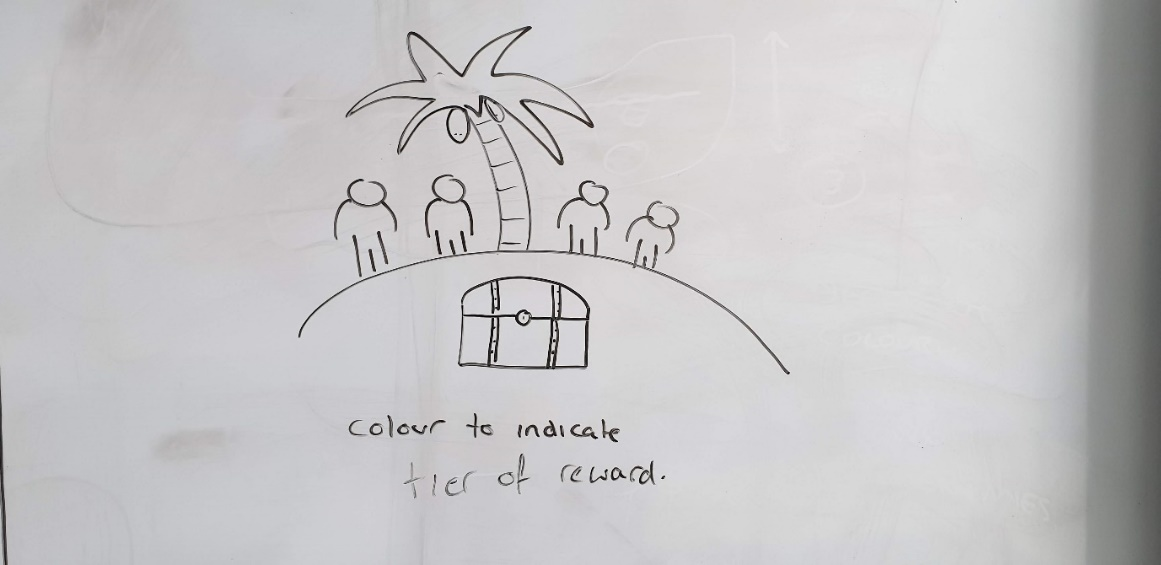 colour to indicate
tier of reward.